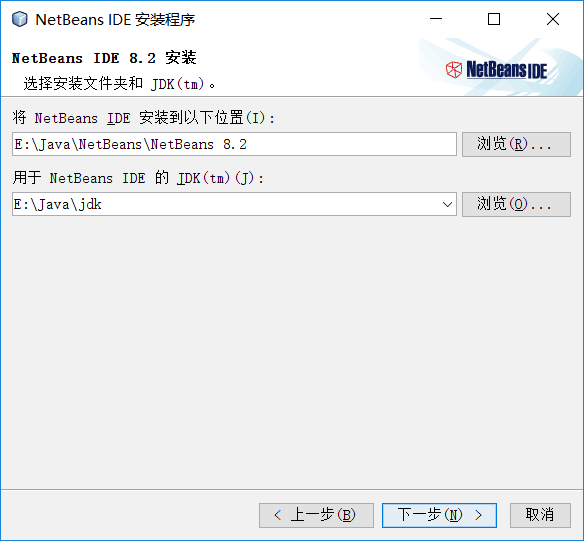 NetBeans IDE 安装程序
NetBeans IDE 8.2 安装
选择安装文件夹和 JDK(tm)。
NetBeans IDE
将 NetBeans IDE 安装到以下位置(I):
E:\Java\NetBeans\NetBeans 8.2
浏览(R)...
用于 NetBeans IDE 的 JDK(tm)(J):
E:\Java\jdk
浏览(O)...
< 上一步(B)
下一步(N) >
取消